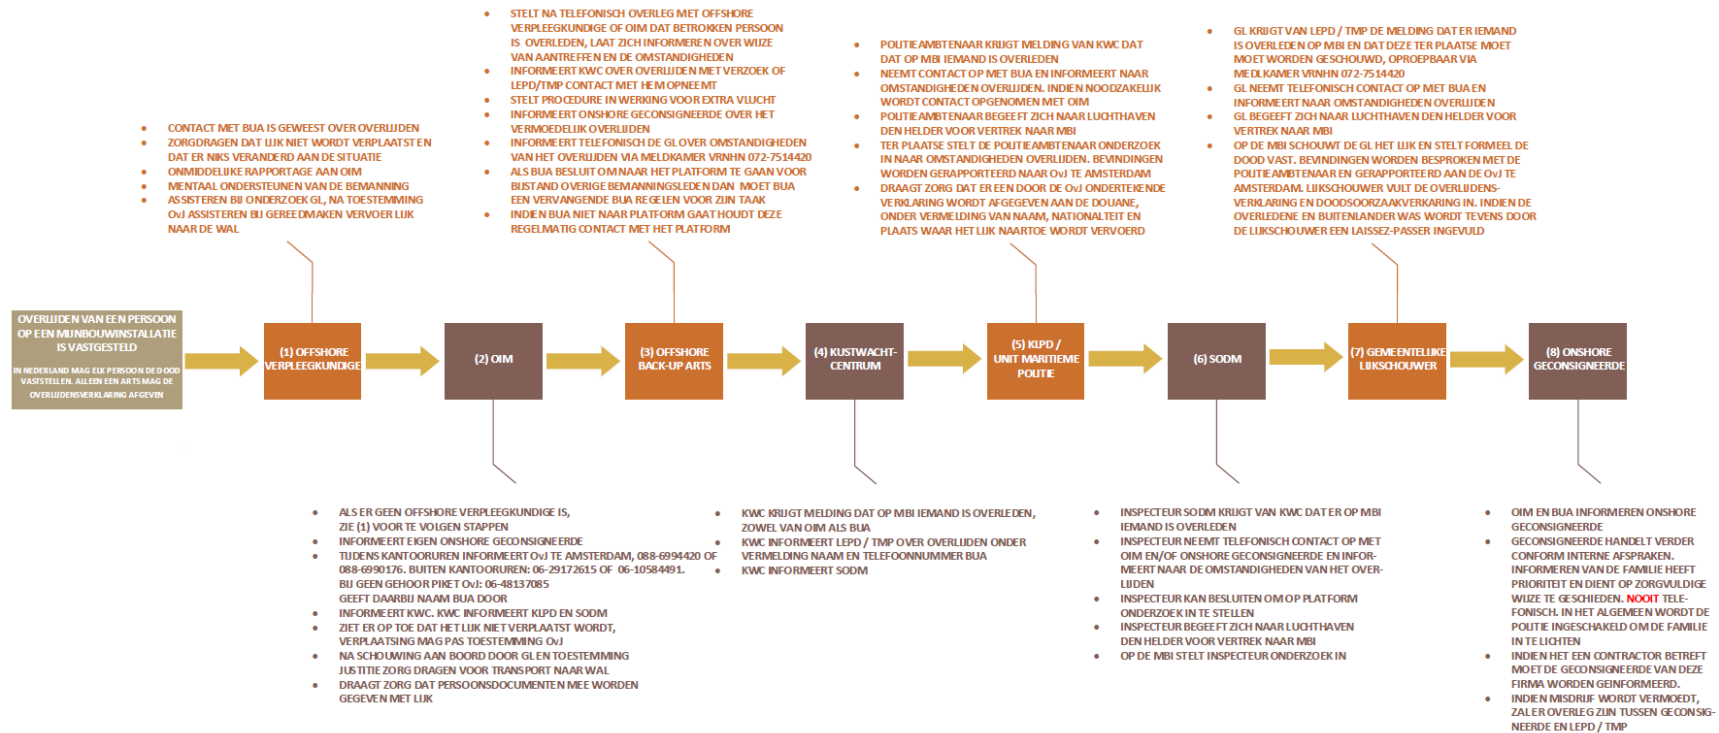 • STELT NA TELEFONISCH OVERLEG MET OFFSHORE
VERPLEEGKUNDIGE OF OIM DAT BETROKKEN PERSOON
IS OVERLEDEN, LAAT ZICH INFORMEREN OVER WIJZE
VAN AANTREFFEN EN DE OMSTANDIGHEDEN
• INFORMEERT KWC OVER OVERLIJDEN MET VERZOEK OF
LEPD/TMP CONTACT MET HEM OPNEEMT
• STELT PROCEDURE IN WERKING VOOR EXTRA VLUCHT
• INFORMEERT ONSHORE GECONSIGNEERDE OVER HET
VERMOEDELIJK OVERLIJDEN
• INFORMEERT TELEFONISCH DE GL OVER OMSTANDIGHEDEN
VAN HET OVERLIJDEN VIA MELDKAMER VRNHN 072-7514420
• ALS BUA BESLUIT OM NAAR HET PLATFORM TE GAAN VOOR
BIJSTAND OVERIGE BEMANNINGSLEDEN DAN MOET BUA
EEN VERVANGENDE BUA REGELEN VOOR ZIJN TAAK
• INDIEN BUA NIET NAAR PLATFORM GAAT HOUDT DEZE
REGELMATIG CONTACT MET HET PLATFORM
• POLITIEAMBTENAAR KRIJGT MELDING VAN KWC DAT
DAT OP MBI IEMAND IS OVERLEDEN
• NEEMT CONTACT OP MET BUA EN INFORMEERT NAAR
OMSTANDIGHEDEN OVERLIJDEN. INDIEN NOODZAKELIJK
WORDT CONTACT OPGENOMEN MET OIM
• POLITIEAMBTENAAR BEGEEFT ZICH NAAR LUCHTHAVEN
DEN HELDER VOOR VERTREK NAAR MBI
• TER PLAATSE STELT DE POLITIEAMBTENAAR ONDERZOEK
IN NAAR OMSTANDIGHEDEN OVERLIJDEN. BEVINDINGEN
WORDEN GERAPPORTEERD NAAR OvJ TE AMSTERDAM
• DRAAGT ZORG DAT ER EEN DOOR DE OvJ ONDERTEKENDE
VERKLARING WORDT AFGEGEVEN AAN DE DOUANE,
ONDER VERMELDING VAN NAAM, NATIONALITEIT EN
PLAATS WAAR HET LIJK NAARTOE WORDT VERVOERD
• GL KRIJGT VAN LEPD / TMP DE MELDING DAT ER IEMAND
IS OVERLEDEN OP MBI EN DAT DEZE TER PLAATSE MOET
MOET WORDEN GESCHOUWD, OPROEPBAAR VIA
MEDLKAMER VRNHN 072-7514420
• GL NEEMT TELEFONISCH CONTACT OP MET BUA EN
INFORMEERT NAAR OMSTANDIGHEDEN OVERLIJDEN
• GL BEGEEFT ZICH NAAR LUCHTHAVEN DEN HELDER VOOR
VERTREK NAAR MBI
• OP DE MBI SCHOUWT DE GL HET LIJK EN STELT FORMEEL DE
DOOD VAST. BEVINDINGEN WORDEN BESPROKEN MET DE
POLITIEAMBTENAAR EN GERAPPORTEERD AAN DE OvJ TE
AMSTERDAM. LIJKSCHOUWER VULT DE OVERLIJDENS-
VERKLARING EN DOODSOORZAAKVERKARING IN. INDIEN DE
OVERLEDENE EN BUITENLANDER WAS WORDT TEVENS DOOR
DE LIJKSCHOUWER EEN LAISSEZ-PASSER INGEVULD
• CONTACT MET BUA IS GEWEEST OVER OVERLIJDEN
• ZORGDRAGEN DAT LIJK NIET WORDT VERPLAATST EN
DAT ER NIKS VERANDERD AAN DE SITUATIE
• ONMIDDELIJKE RAPPORTAGE AAN OIM
• MENTAAL ONDERSTEUNEN VAN DE BEMANNING
• ASSISTEREN BIJ ONDERZOEK GL, NA TOESTEMMING
OvJ ASSISTEREN BIJ GEREEDMAKEN VERVOER LIJK
NAAR DE WAL
OVERLIJDEN VAN EEN PERSOON
OP EEN MIJNBOUWINSTALLATIE
IS VASTGESTELD
IN NEDERLAND MAG ELK PERSOON DE DOOD
VASTSTELLEN. ALLEEN EEN ARTS MAG DE
OVERLIJDENSVERKLARING AFGEVEN
(1) OFFSHORE
VERPLEEGKUNDIGE
(2) OIM
(3) OFFSHORE
BACK-UP ARTS
(4) KUSTWACHT-
CENTRUM
(5) KLPD /
UNIT MARITIEME
POLITIE
(6) SODM
(7) GEMEENTELIJKE
LIJKSCHOUWER
(8) ONSHORE
GECONSIGNEERDE
• ALS ER GEEN OFFSHORE VERPLEEGKUNDIGE IS,
ZIE (1) VOOR TE VOLGEN STAPPEN
• INFORMEERT EIGEN ONSHORE GECONSIGNEERDE
• TIJDENS KANTOORUREN INFORMEERT OvJ TE AMSTERDAM, 088-6994420 OF
088-6990176. BUITEN KANTOORUREN: 06-29172615 OF 06-10584491.
BIJ GEEN GEHOOR PIKET OvJ: 06-48137085
GEEFT DAARBIJ NAAM BUA DOOR
• INFORMEERT KWC. KWC INFORMEERT KLPD EN SODM
• ZIET ER OP TOE DAT HET LIJK NIET VERPLAATST WORDT,
VERPLAATSING MAG PAS TOESTEMMING OvJ
• NA SCHOUWING AAN BOORD DOOR GL EN TOESTEMMING
JUSTITIE ZORG DRAGEN VOOR TRANSPORT NAAR WAL
• DRAAGT ZORG DAT PERSOONSDOCUMENTEN MEE WORDEN
GEGEVEN MET LIJK
• KWC KRIJGT MELDING DAT OP MBI IEMAND IS OVERLEDEN,
ZOWEL VAN OIM ALS BUA
• KWC INFORMEERT LEPD / TMP OVER OVERLIJDEN ONDER
VERMELDING NAAM EN TELEFOONNUMMER BUA
• KWC INFORMEERT SODM
• INSPECTEUR SODM KRIJGT VAN KWC DAT ER OP MBI
IEMAND IS OVERLEDEN
• INSPECTEUR NEEMT TELEFONISCH CONTACT OP MET
OIM EN/OF ONSHORE GECONSIGNEERDE EN INFOR-
MEERT NAAR DE OMSTANDIGHEDEN VAN HET OVER-
LIJDEN
• INSPECTEUR KAN BESLUITEN OM OP PLATFORM
ONDERZOEK IN TE STELLEN
• INSPECTEUR BEGEEFT ZICH NAAR LUCHTHAVEN
DEN HELDER VOOR VERTREK NAAR MBI
• OP DE MBI STELT INSPECTEUR ONDERZOEK IN
• OIM EN BUA INFORMEREN ONSHORE
GECONSIGNEERDE
• GECONSIGNEERDE HANDELT VERDER
CONFORM INTERNE AFSPRAKEN.
INFORMEREN VAN DE FAMILIE HEEFT
PRIORITEIT EN DIENT OP ZORGVULDIGE
WIJZE TE GESCHIEDEN. NOOIT TELE-
FONISCH. IN HET ALGEMEEN WORDT DE
POLITIE INGESCHAKELD OM DE FAMILIE
IN TE LICHTEN
• INDIEN HET EEN CONTRACTOR BETREFT
MOET DE GECONSIGNEERDE VAN DEZE
FIRMA WORDEN GEINFORMEERD.
• INDIEN MISDRIJF WORDT VERMOEDT,
ZAL ER OVERLEG ZIJN TUSSEN GECONSIG-
NEERDE EN LEPD / TMP